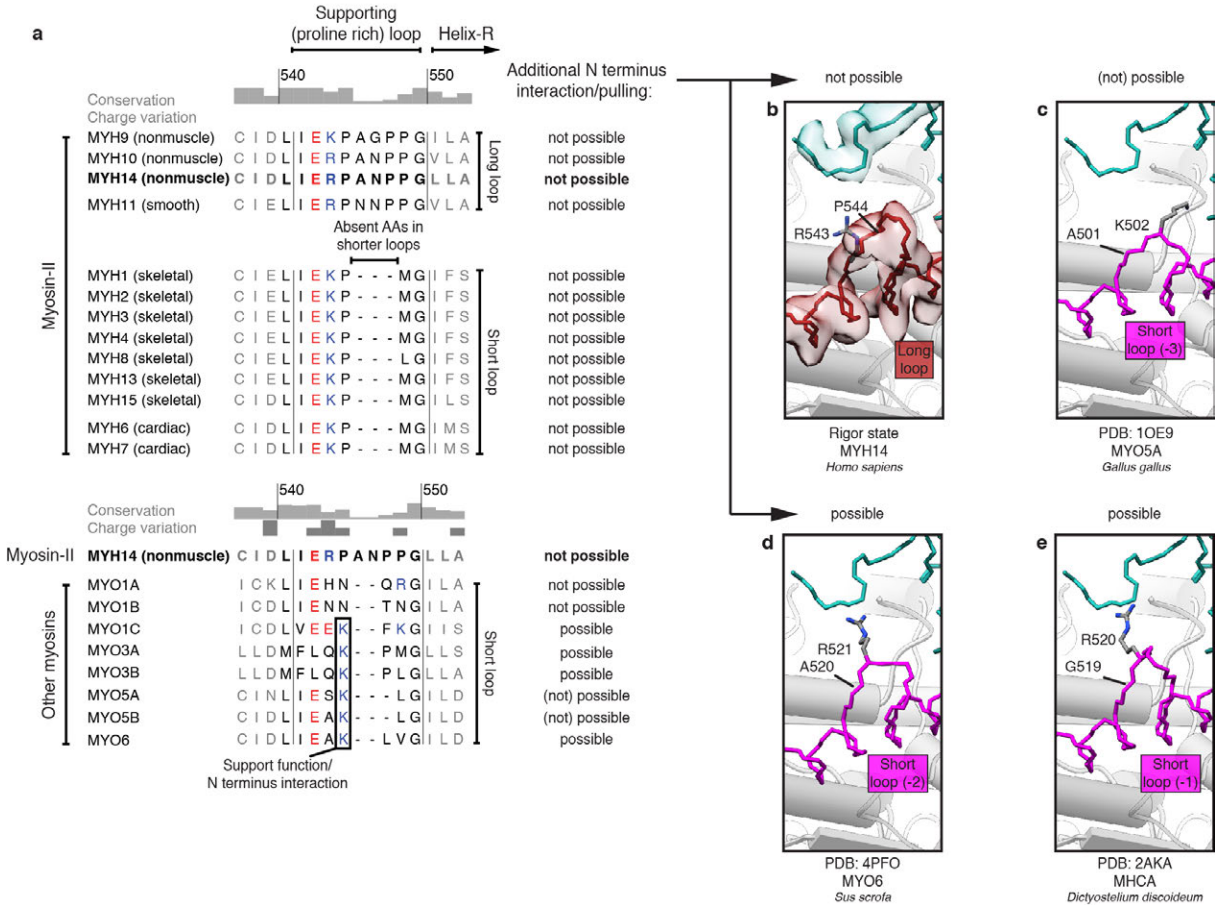 a
Supporting
(proline rich) loop
Helix-R
540
550
Conservation
Charge variation
Additional N terminus
interaction/pulling:
Myosin-II
MYH9 (nonmuscle) C I D L I E K P A G P P G I L A not possible
MYH10 (nonmuscle) C I D L I E R P A N P P G V L A not possible
MYH14 (nonmuscle) C I D L I E R P A N P P G L L A not possible
MYH11 (smooth) C I E L I E R P N N P P G V L A not possible
Long loop
Absent AAs in
shorter loops
MYH1 (skeletal) C I E L I E K P - - - M G I F S not possible
MYH2 (skeletal) C I E L I E K P - - - M G I F S not possible
MYH3 (skeletal) C I E L I E K P - - - M G I F S not possible
MYH4 (skeletal) C I E L I E K P - - - M G I F S not possible
MYH8 (skeletal) C I E L I E K P - - - L G I F S not possible
MYH13 (skeletal) C I E L I E K P - - - M G I F S not possible
MYH15 (skeletal) C I E L I E K P - - - M G I L S not possible
MYH6 (cardiac) C I D L I E K P - - - M G I M S not possible
MYH7 (cardiac) C I D L I E K P - - - M G I M S not possible
Short loop
540
550
Conservation
Charge variation
Myosin-II
MYH14 (nonmuscle) C I D L I E R P A N P P G L L A not possible
Other myosins
MYO1A I C K L I E H N - - Q R G I L A not possible
MYO1B I C D L I E N N - - T N G I L A not possible
MYO1C I C D L V E E K - - F K G I I S possible
MYO3A L L D M F L Q K - - P M G L L S possible
MYO3B L L D M F L Q K - - P M G L L S possible
MYO5A C I N L I E S K - - - L G I L D (not) possible
MYO5B C I D L I E A K - - - L G I L D (not) possible
MYO6 C I D L I E A K - - L V G I L D possible
Short loop
Support function/
N terminus interaction
not possible
b
P544
R543
Long
loop
Rigor state
MYH14
Homo sapiens
(not) possible
c
A501
K502
Short
loop (-3)
PDB: 1OE9
MYO5A
Gallus gallus
possible
d
R521
A520
Short
loop (-2)
PDB: 4PFO
MYO6
Sus scrofa
possible
e
R520
G519
Short
loop (-1)
PDB: 2AKA
MHCA
Dictyostelium discoideum